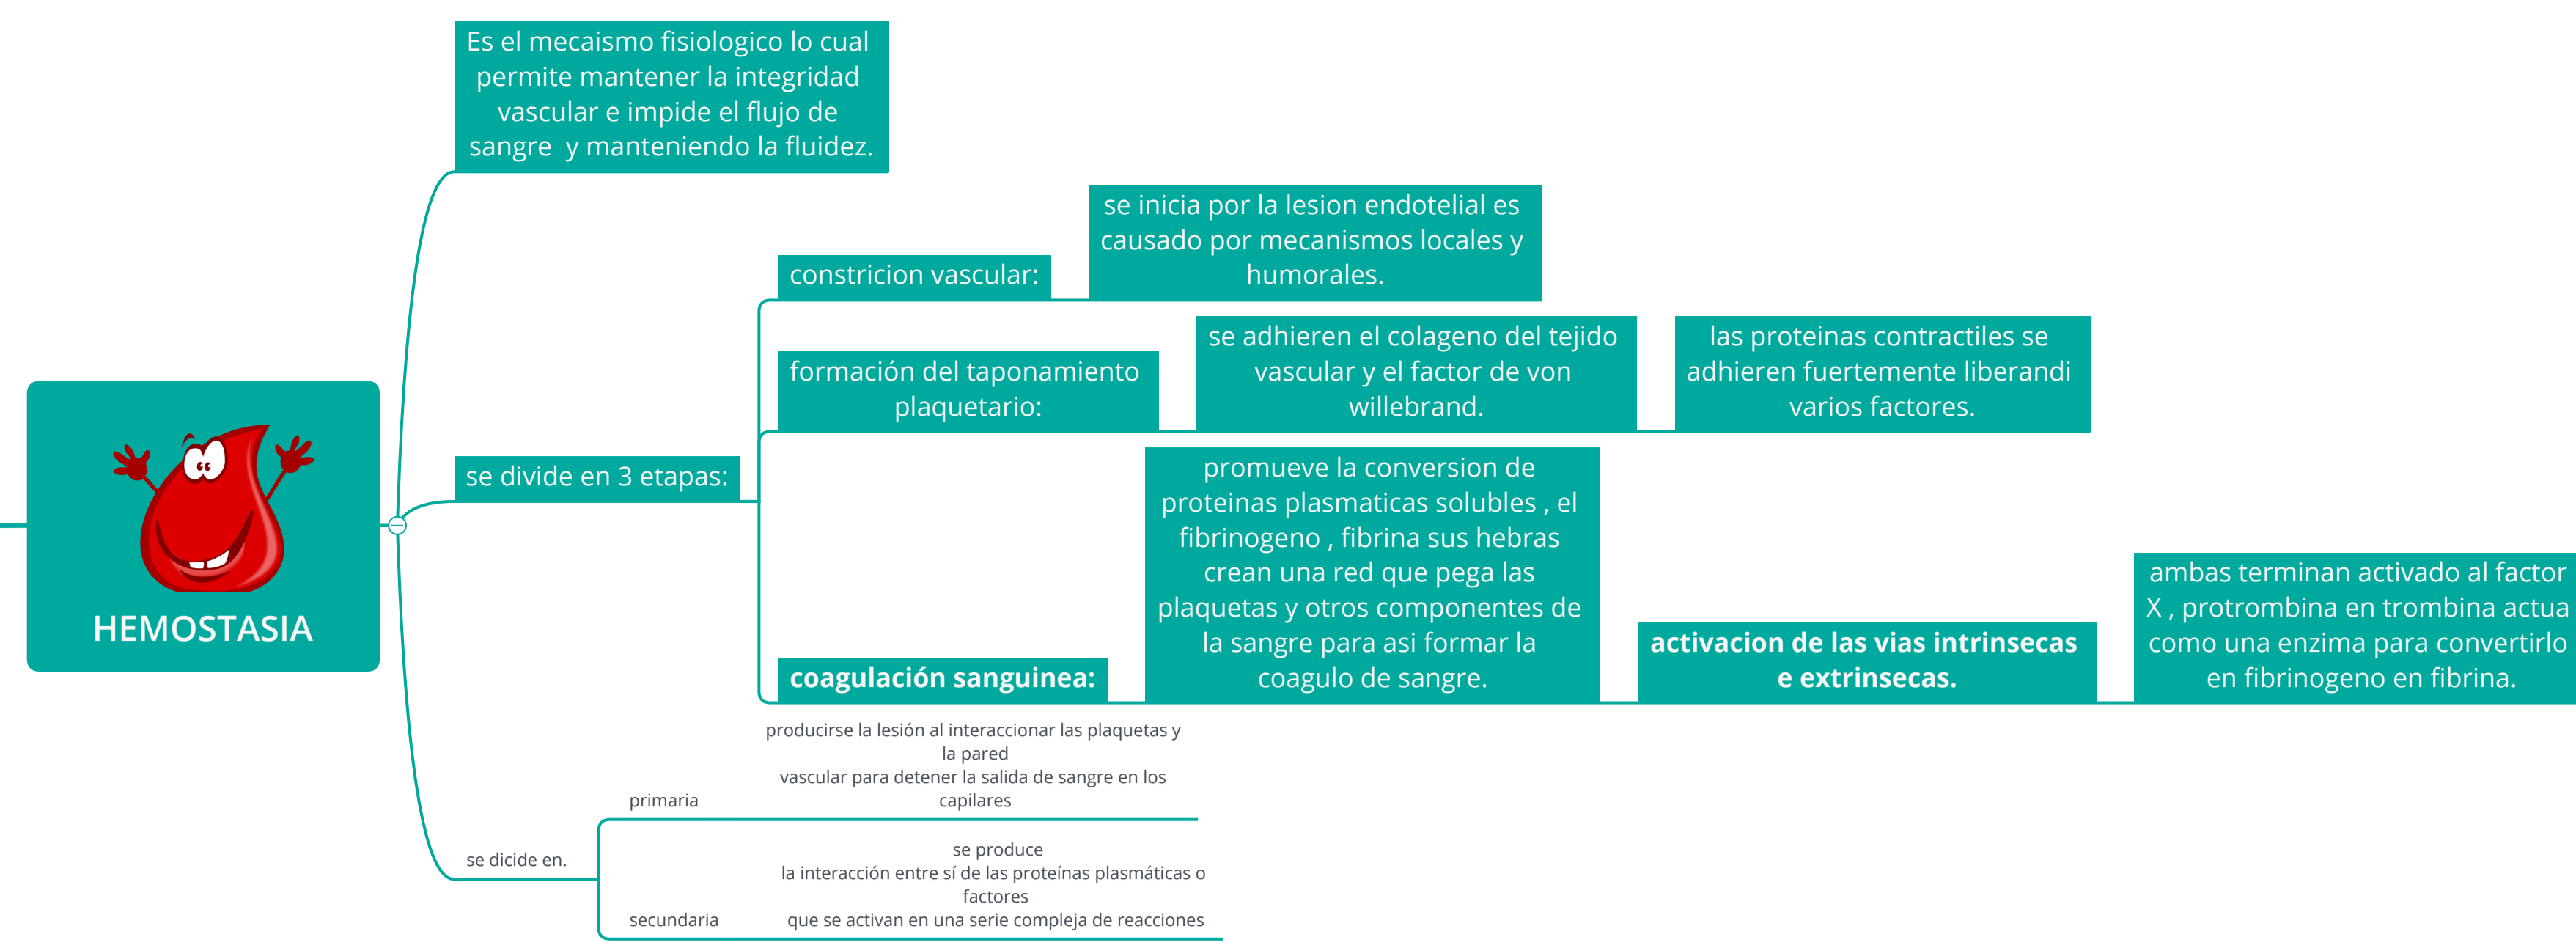 Es el mecaismo fisiologico lo cual
permite mantener la integridad
vascular e impide el flujo de
sangre  y manteniendo la fluidez.
HEMOSTASIA
se divide en 3 etapas:
constricion vascular:
se inicia por la lesion endotelial es
causado por mecanismos locales y
humorales.
formación del taponamiento
plaquetario:
se adhieren el colageno del tejido
vascular y el factor de von
willebrand.
las proteinas contractiles se
adhieren fuertemente liberandi
varios factores.
coagulación sanguinea:
promueve la conversion de
proteinas plasmaticas solubles , el
fibrinogeno , fibrina sus hebras
crean una red que pega las
plaquetas y otros componentes de
la sangre para asi formar la
coagulo de sangre.
activacion de las vias intrinsecas
e extrinsecas.
ambas terminan activado al factor
X , protrombina en trombina actua
como una enzima para convertirlo
en fibrinogeno en fibrina.
se dicide en.
primaria
producirse la lesión al interaccionar las plaquetas y
la pared
vascular para detener la salida de sangre en los
capilares
secundaria
se produce
la interacción entre sí de las proteínas plasmáticas o
factores
que se activan en una serie compleja de reacciones